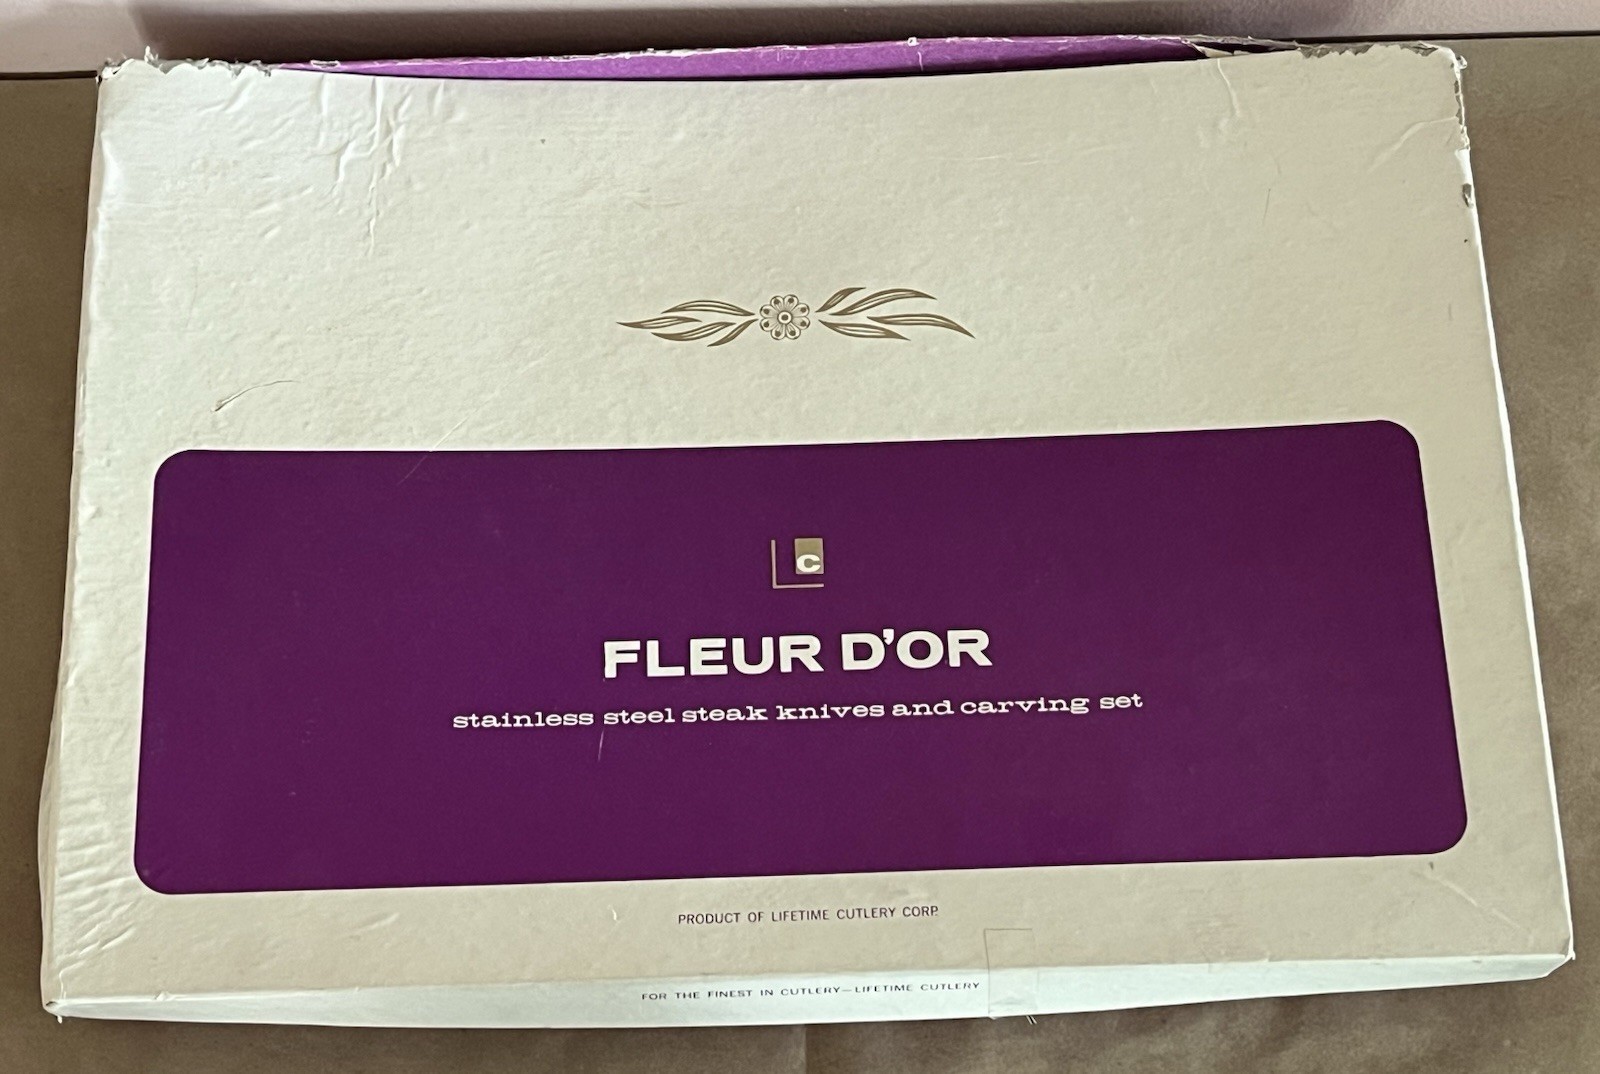 LC
FLEUR D'OR
stainless steel steak knives and carving set
PRODUCT OF LIFETIME CUTLERY CORP.
FOR THE FINEST IN CUTLERY—LIFETIME CUTLERY